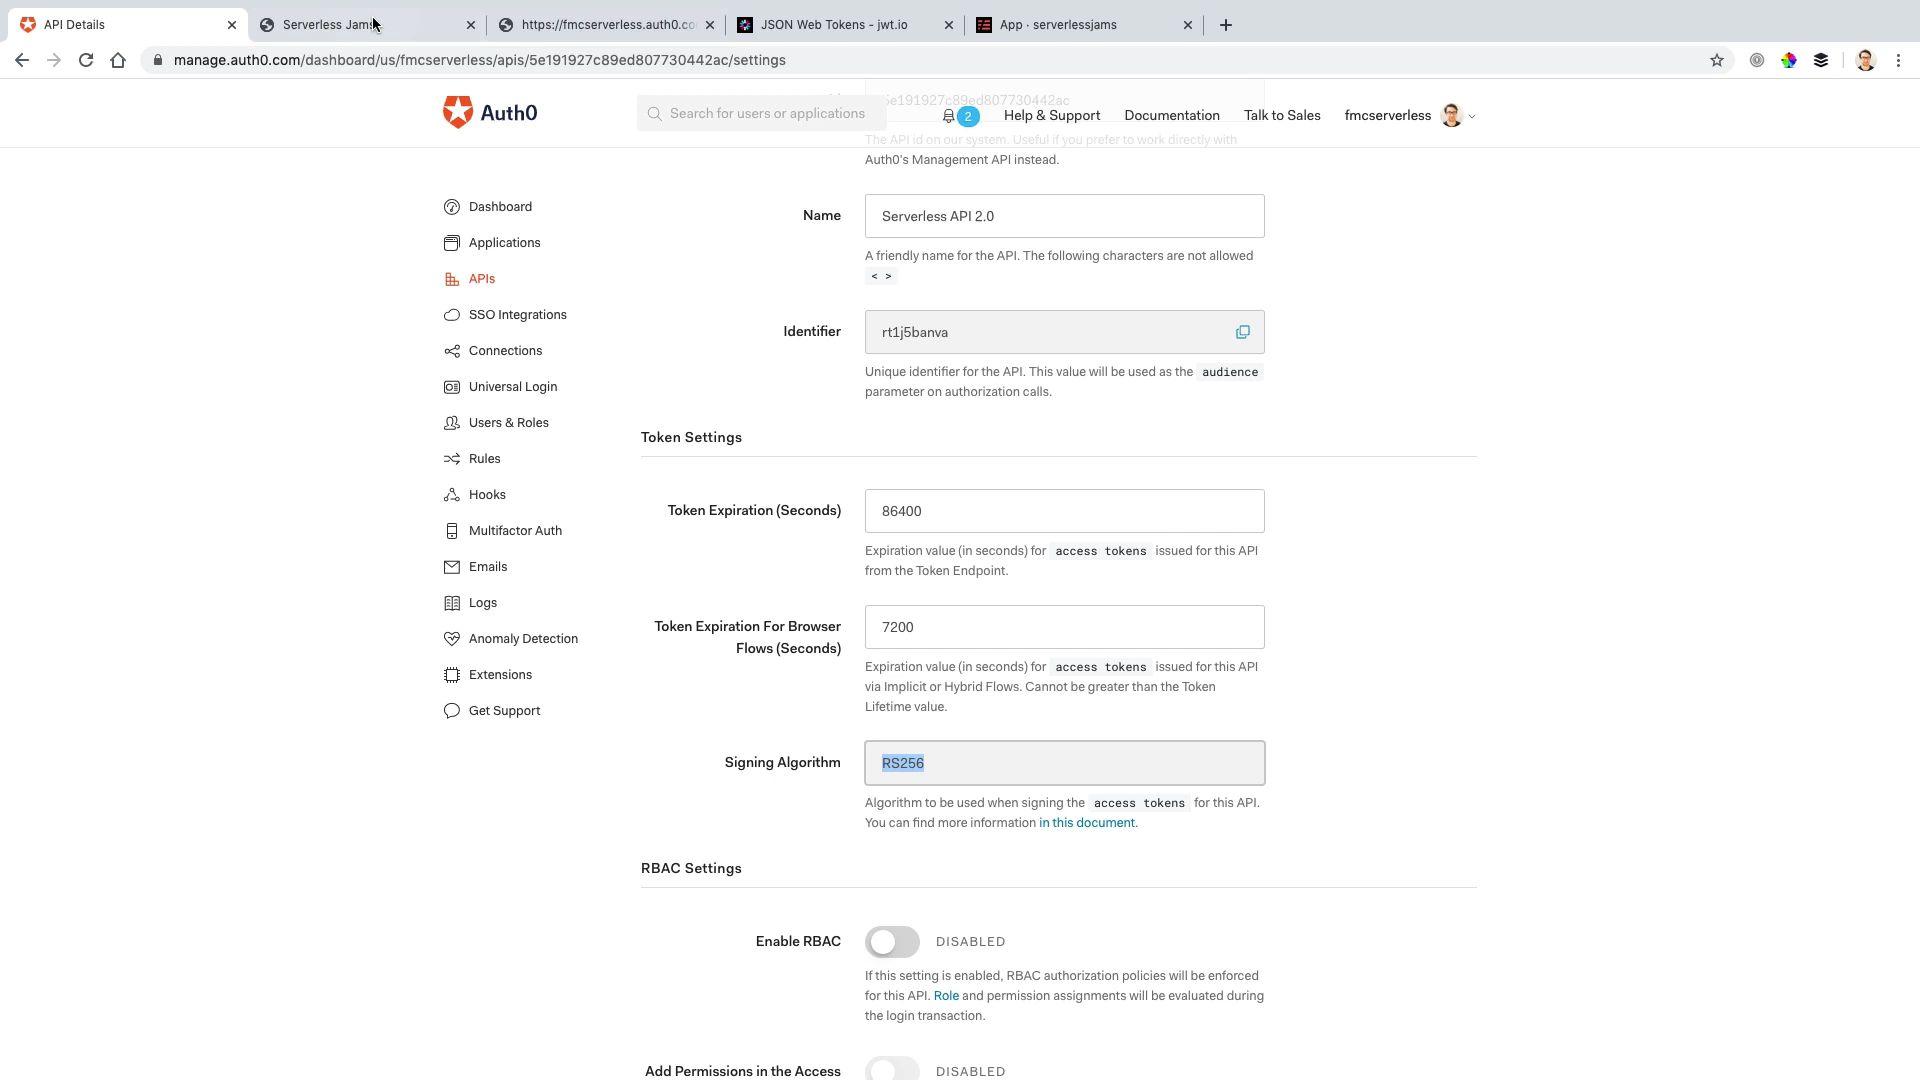 API Details
Serverless Jams
https://fmcserverless.auth0.co
JSON Web Tokens - jwt.io
App · serverlessjams
manage.auth0.com/dashboard/us/fmcserverless/apis/5e191927c89ed807730442ac/settings
Auth0
Search for users or applications
2
Help & Support
Documentation
Talk to Sales
fmcserverless
5e191927c89ed807730442ac
The API id on our system. Useful if you prefer to work directly with
Auth0's Management API instead.
Dashboard
Applications
APIs
SSO Integrations
Connections
Universal Login
Users & Roles
Rules
Hooks
Multifactor Auth
Emails
Logs
Anomaly Detection
Extensions
Get Support
Name
Serverless API 2.0
A friendly name for the API. The following characters are not allowed
< >
Identifier
rt1j5banva
Unique identifier for the API. This value will be used as the audience
parameter on authorization calls.
Token Settings
Token Expiration (Seconds)
86400
Expiration value (in seconds) for access tokens issued for this API
from the Token Endpoint.
Token Expiration For Browser
Flows (Seconds)
7200
Expiration value (in seconds) for access tokens issued for this API
via Implicit or Hybrid Flows. Cannot be greater than the Token
Lifetime value.
Signing Algorithm
RS256
Algorithm to be used when signing the access tokens for this API.
You can find more information in this document.
RBAC Settings
Enable RBAC
DISABLED
If this setting is enabled, RBAC authorization policies will be enforced
for this API. Role and permission assignments will be evaluated during
the login transaction.
Add Permissions in the Access
DISABLED